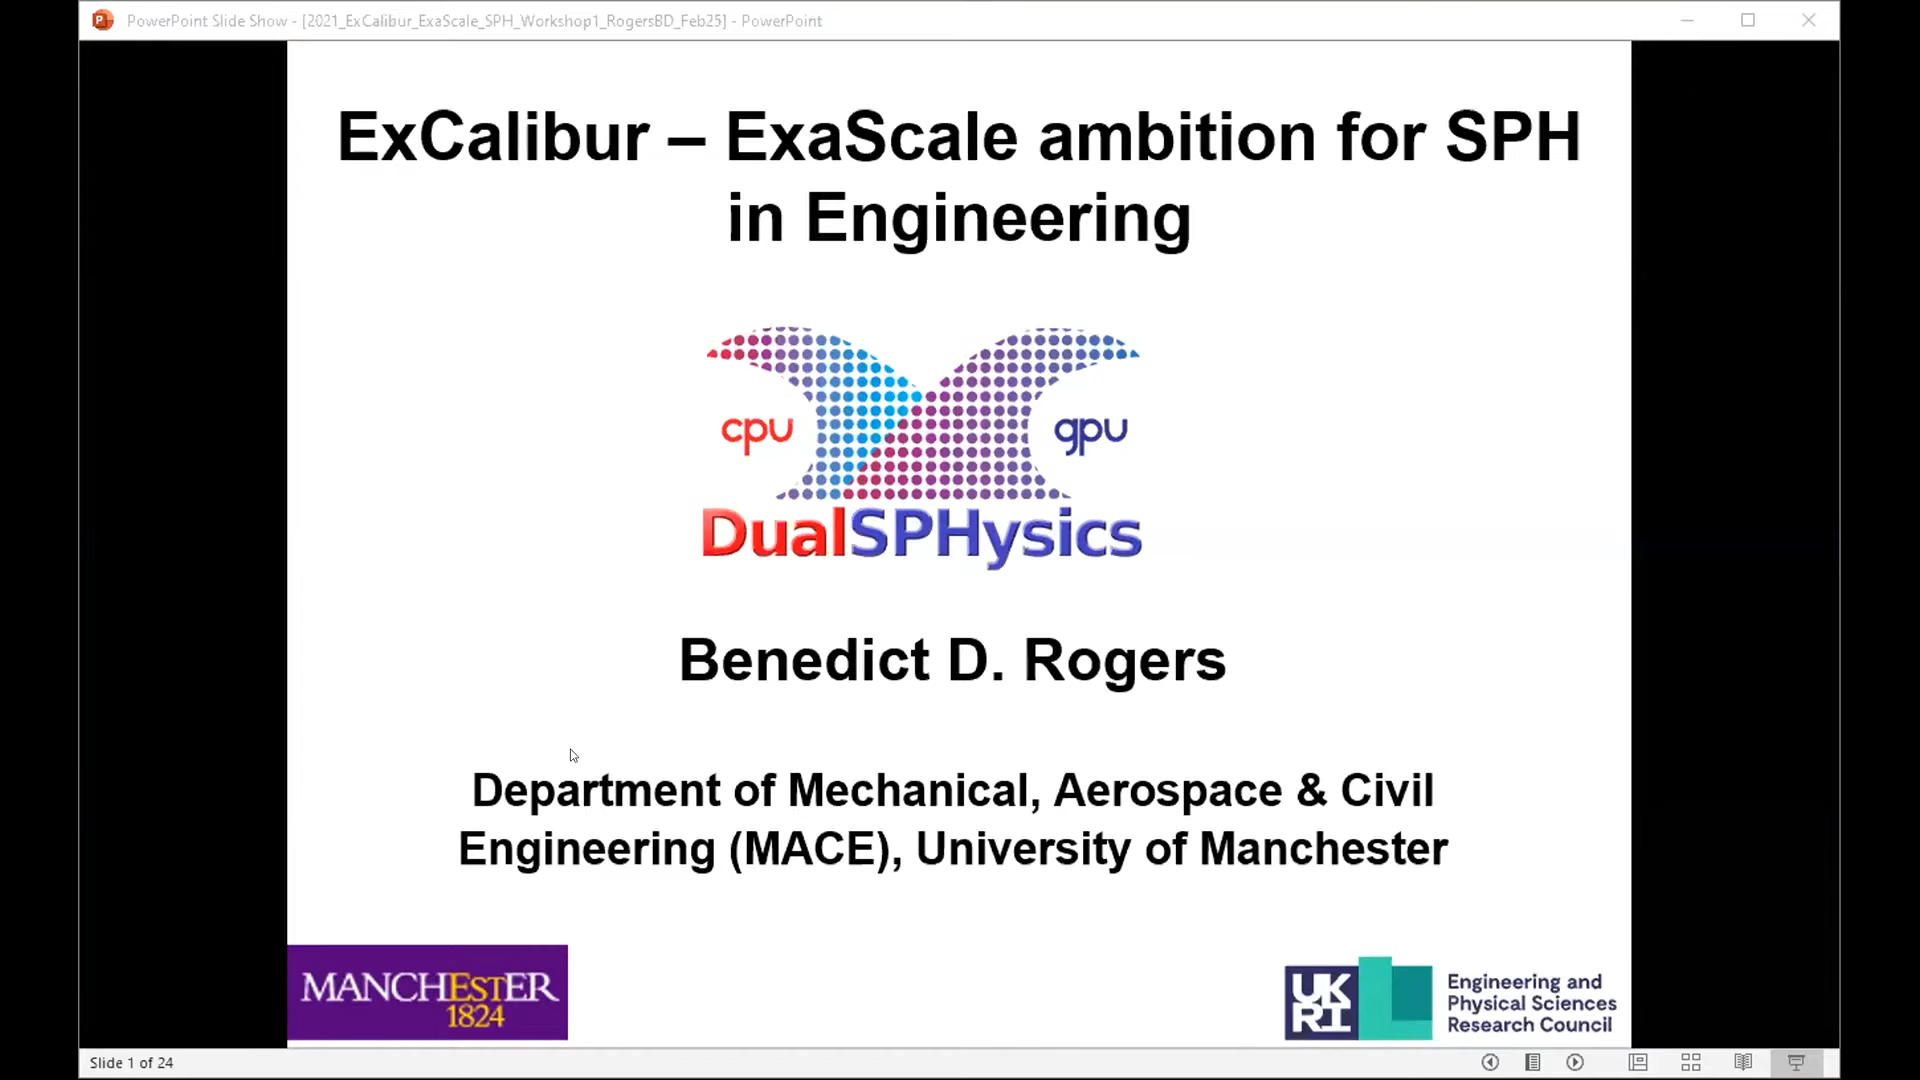 PowerPoint Slide Show - [2021_ExCalibur_ExaScale_SPH_Workshop1_RogersBD_Feb25] - PowerPoint
ExCalibur – ExaScale ambition for SPH
in Engineering
cpu
gpu
DualSPHysics
Benedict D. Rogers
Department of Mechanical, Aerospace & Civil
Engineering (MACE), University of Manchester
MANCHESTER
1824
UK
RI
Engineering and
Physical Sciences
Research Council
Slide 1 of 24